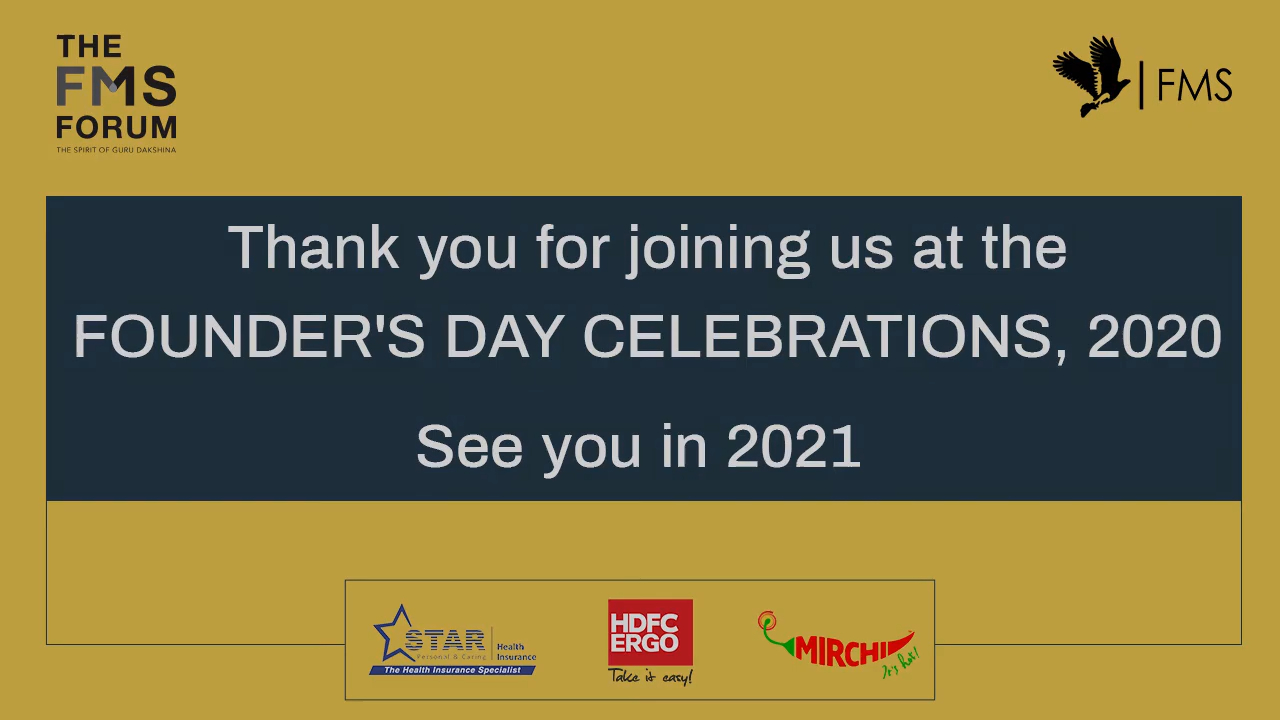 THE
FMS
FORUM
THE SPIRIT OF GURU DAKSHINA
FMS
Thank you for joining us at the
FOUNDER'S DAY CELEBRATIONS, 2020
See you in 2021
STAR
Personal & Caring
Health
Insurance
The Health Insurance Specialist
HDFC
ERGO
Take it easy!
MIRCHI
It's hot!